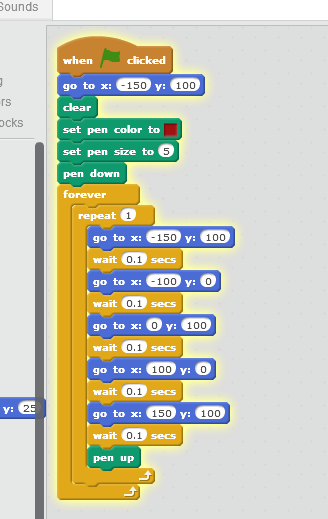 Sounds
g
ors
ocks
y: 25
when clicked
go to x: -150 y: 100
clear
set pen color to
set pen size to 5
pen down
forever
repeat 1
go to x: -150 y: 100
wait 0.1 secs
go to x: -100 y: 0
wait 0.1 secs
go to x: 0 y: 100
wait 0.1 secs
go to x: 100 y: 0
wait 0.1 secs
go to x: 150 y: 100
wait 0.1 secs
pen up